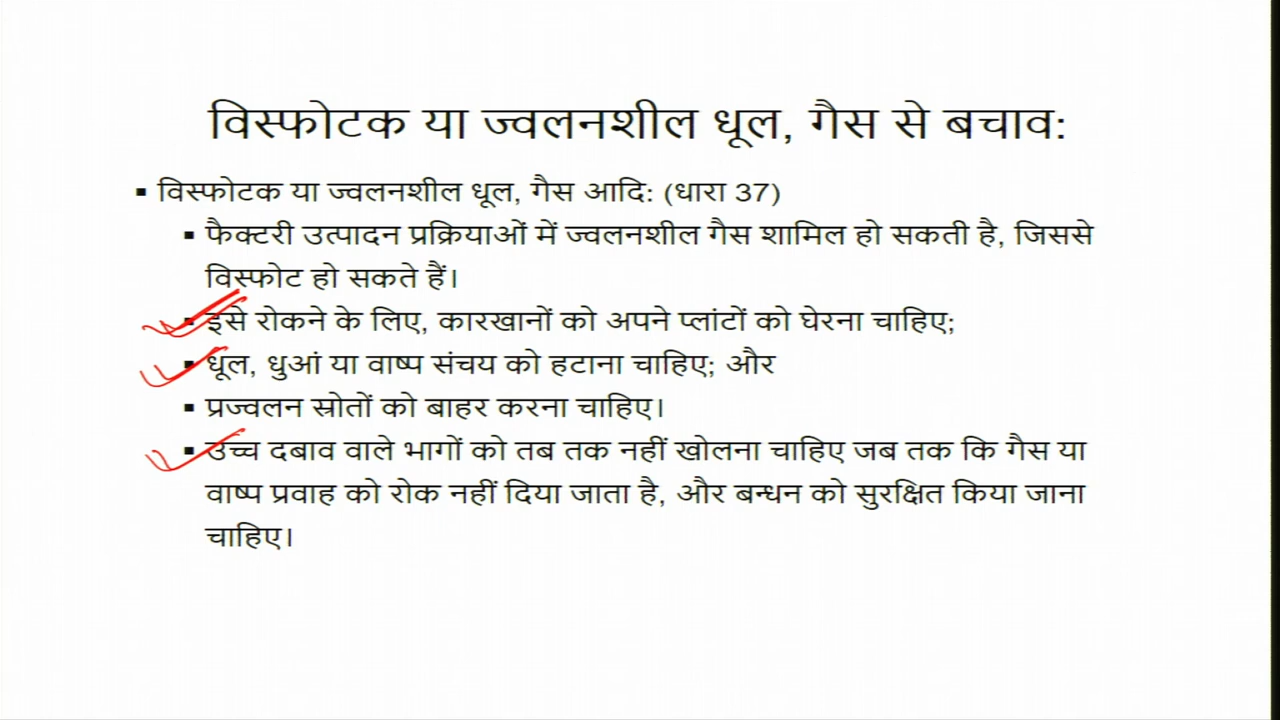 विस्फोटक या ज्वलनशील धूल, गैस से बचाव:
▪ विस्फोटक या ज्वलनशील धूल, गैस आदि: (धारा 37)
▪ फैक्टरी उत्पादन प्रक्रियाओं में ज्वलनशील गैस शामिल हो सकती है, जिससे
विस्फोट हो सकते हैं।
▪ इसे रोकने के लिए, कारखानों को अपने प्लांटों को घेरना चाहिए;
▪ धूल, धुआं या वाष्प संचय को हटाना चाहिए; और
▪ प्रज्वलन स्रोतों को बाहर करना चाहिए।
▪ उच्च दबाव वाले भागों को तब तक नहीं खोलना चाहिए जब तक कि गैस या
वाष्प प्रवाह को रोक नहीं दिया जाता है, और बन्धन को सुरक्षित किया जाना
चाहिए।